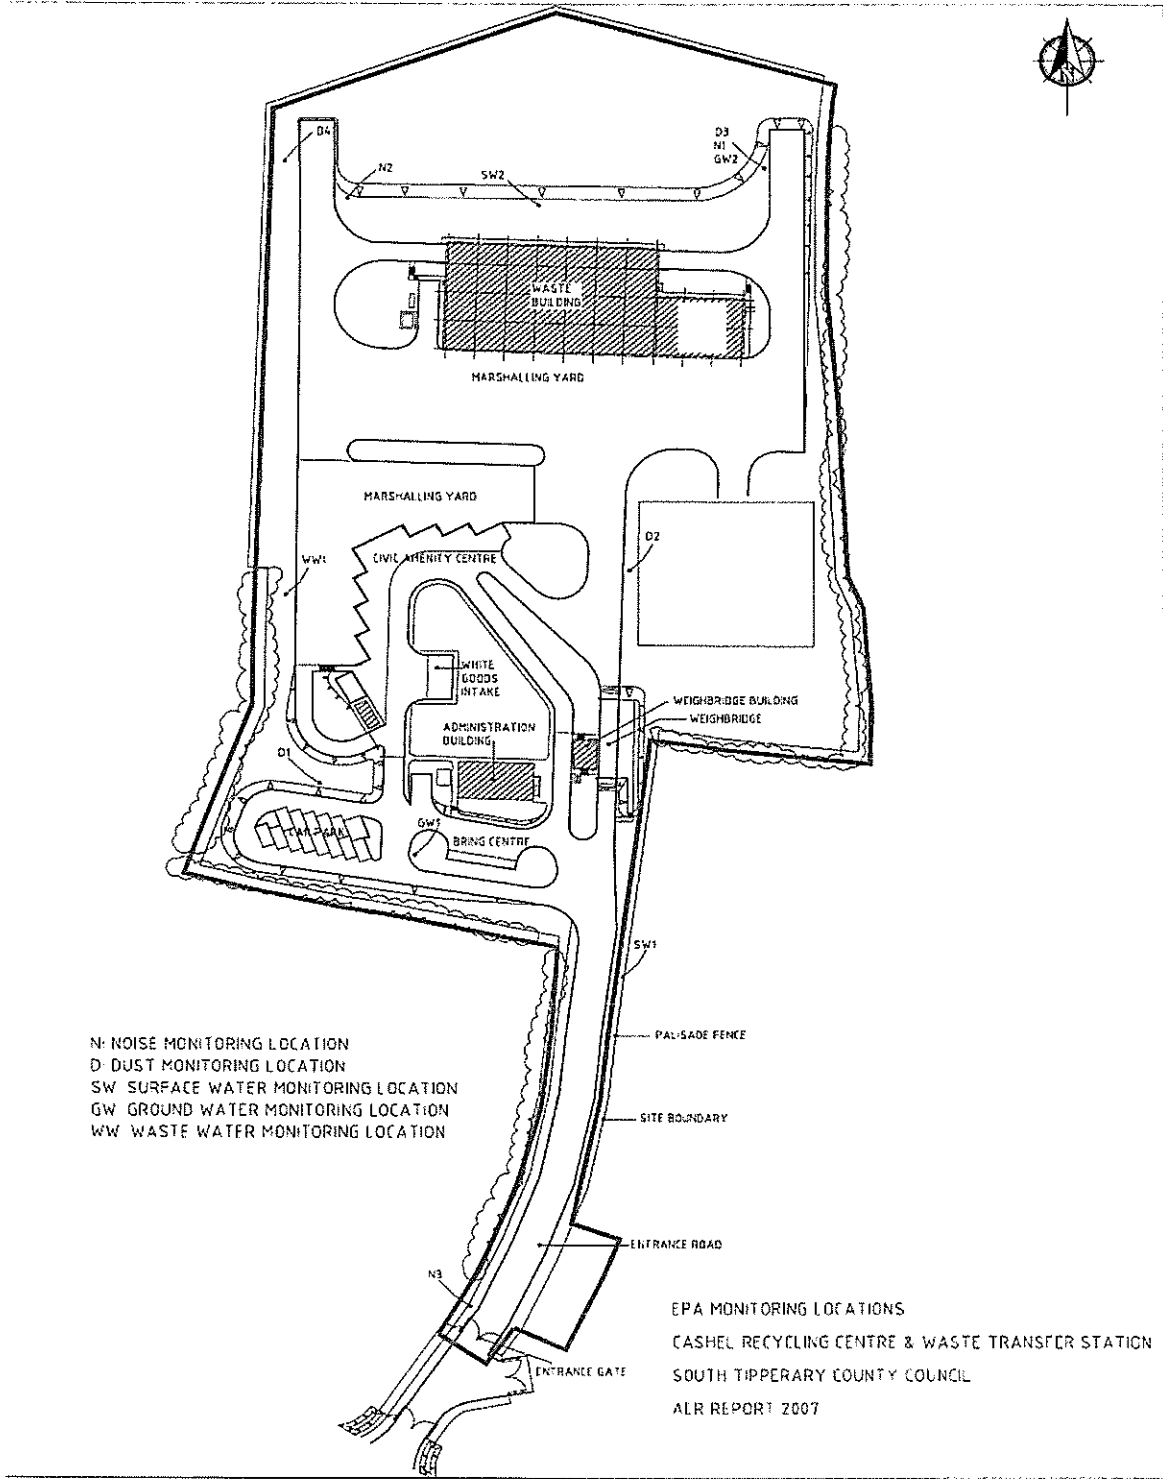 N
D4
D3
N1
GW2
N2
SW2
WASTE
BUILDING
MARSHALLING YARD
MARSHALLING YARD
D2
CIVIC AMENITY CENTRE
WW1
WHITE
GOODS
INTAKE
WEIGHBRIDGE BUILDING
WEIGHBRIDGE
ADMINISTRATION
BUILDING
D1
CAR PARK
GW1
BRING CENTRE
SW1
PALISADE FENCE
N: NOISE MONITORING LOCATION
D: DUST MONITORING LOCATION
SW SURFACE WATER MONITORING LOCATION
GW GROUND WATER MONITORING LOCATION
WW WASTE WATER MONITORING LOCATION
SITE BOUNDARY
ENTRANCE ROAD
N3
ENTRANCE GATE
EPA MONITORING LOCATIONS
CASHEL RECYCLING CENTRE & WASTE TRANSFER STATION
SOUTH TIPPERARY COUNTY COUNCIL
AER REPORT 2007